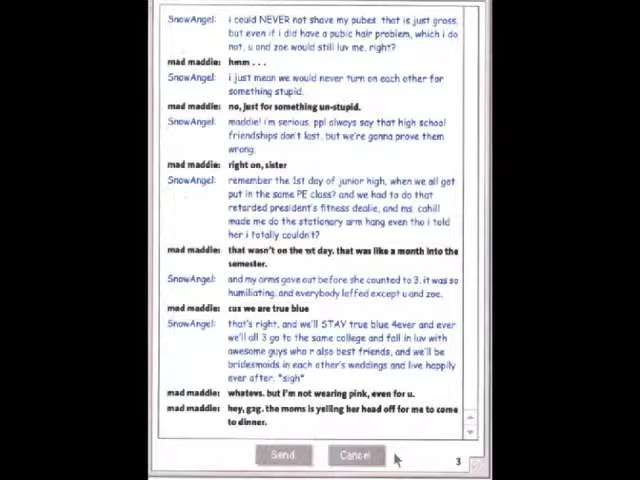 SnowAngel: i could NEVER not shave my pubes. that is just gross.
but even if i did have a pubic hair problem, which i do
not, u and zoe would still luv me, right?
mad maddie: hmm . . .
SnowAngel: i just mean we would never turn on each other for
something stupid.
mad maddie: no, just for something un-stupid.
SnowAngel: maddie! i'm serious. ppl always say that high school
friendships don't last, but we're gonna prove them
wrong.
mad maddie: right on, sister
SnowAngel: remember the 1st day of junior high, when we all got
put in the same PE class? and we had to do that
retarded president's fitness dealie, and ms. cahill
made me do the stationary arm hang even tho i told
her i totally couldn't?
mad maddie: that wasn't on the 1st day. that was like a month into the
semester.
SnowAngel: and my arms gave out before she counted to 3. it was so
humiliating, and everybody laffed except u and zoe.
mad maddie: cuz we are true blue
SnowAngel: that's right, and we'll STAY true blue 4ever and ever
we'll all 3 go to the same college and fall in luv with
awesome guys who r also best friends, and we'll be
bridesmaids in each other's weddings and live happily
ever after. *sigh*
mad maddie: whatevs. but I'm not wearing pink, even for u.
mad maddie: hey, gag. the moms is yelling her head off for me to come
to dinner.
Send Cancel
3